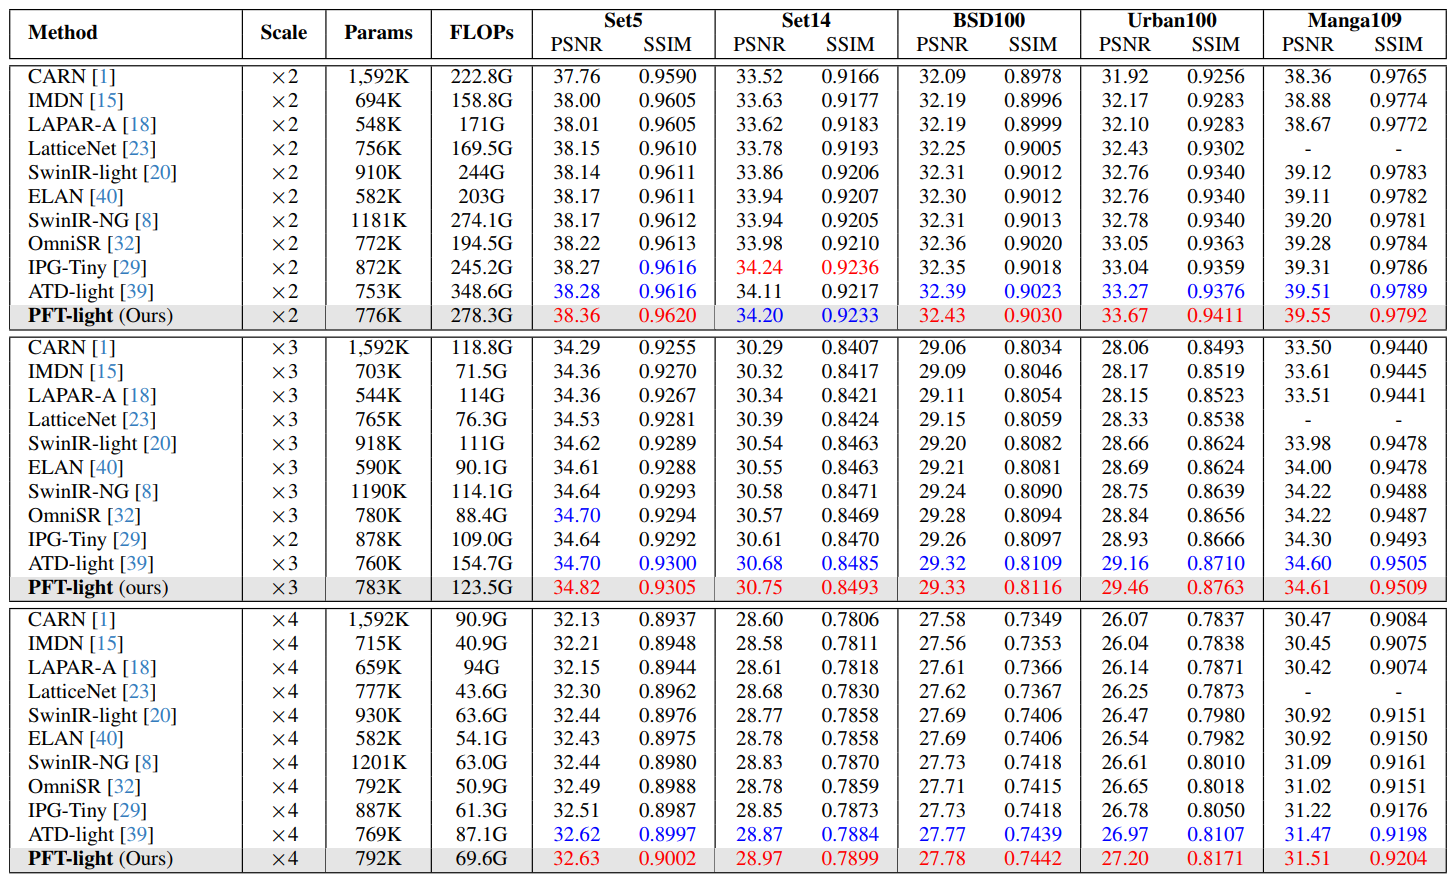 Method Scale Params FLOPs Set5 Set14 BSD100 Urban100 Manga109
PSNR SSIM PSNR SSIM PSNR SSIM PSNR SSIM PSNR SSIM
CARN [1] ×2 1,592K 222.8G 37.76 0.9590 33.52 0.9166 32.09 0.8978 31.92 0.9256 38.36 0.9765
IMDN [15] ×2 694K 158.8G 38.00 0.9605 33.63 0.9177 32.19 0.8996 32.17 0.9283 38.88 0.9774
LAPAR-A [18] ×2 548K 171G 38.01 0.9605 33.62 0.9183 32.19 0.8999 32.10 0.9283 38.67 0.9772
LatticeNet [23] ×2 756K 169.5G 38.15 0.9610 33.78 0.9193 32.25 0.9005 32.43 0.9302 - -
SwinIR-light [20] ×2 910K 244G 38.14 0.9611 33.86 0.9206 32.31 0.9012 32.76 0.9340 39.12 0.9783
ELAN [40] ×2 582K 203G 38.17 0.9611 33.94 0.9207 32.30 0.9012 32.76 0.9340 39.11 0.9782
SwinIR-NG [8] ×2 1181K 274.1G 38.17 0.9612 33.94 0.9205 32.31 0.9013 32.78 0.9340 39.20 0.9781
OmniSR [32] ×2 772K 194.5G 38.22 0.9613 33.98 0.9210 32.36 0.9020 33.05 0.9363 39.28 0.9784
IPG-Tiny [29] ×2 872K 245.2G 38.27 0.9616 34.24 0.9236 32.35 0.9018 33.04 0.9359 39.31 0.9786
ATD-light [39] ×2 753K 348.6G 38.28 0.9616 34.11 0.9217 32.39 0.9023 33.27 0.9376 39.51 0.9789
PFT-light (Ours) ×2 776K 278.3G 38.36 0.9620 34.20 0.9233 32.43 0.9030 33.67 0.9411 39.55 0.9792
CARN [1] ×3 1,592K 118.8G 34.29 0.9255 30.29 0.8407 29.06 0.8034 28.06 0.8493 33.50 0.9440
IMDN [15] ×3 703K 71.5G 34.36 0.9270 30.32 0.8417 29.09 0.8046 28.17 0.8519 33.61 0.9445
LAPAR-A [18] ×3 544K 114G 34.36 0.9267 30.34 0.8421 29.11 0.8054 28.15 0.8523 33.51 0.9441
LatticeNet [23] ×3 765K 76.3G 34.53 0.9281 30.39 0.8424 29.15 0.8059 28.33 0.8538 - -
SwinIR-light [20] ×3 918K 111G 34.62 0.9289 30.54 0.8463 29.20 0.8082 28.66 0.8624 33.98 0.9478
ELAN [40] ×3 590K 90.1G 34.61 0.9288 30.55 0.8463 29.21 0.8081 28.69 0.8624 34.00 0.9478
SwinIR-NG [8] ×3 1190K 114.1G 34.64 0.9293 30.58 0.8471 29.24 0.8090 28.75 0.8639 34.22 0.9488
OmniSR [32] ×3 780K 88.4G 34.70 0.9294 30.57 0.8469 29.28 0.8094 28.84 0.8656 34.22 0.9487
IPG-Tiny [29] ×2 878K 109.0G 34.64 0.9292 30.61 0.8470 29.26 0.8097 28.93 0.8666 34.30 0.9493
ATD-light [39] ×3 760K 154.7G 34.70 0.9300 30.68 0.8485 29.32 0.8109 29.16 0.8710 34.60 0.9505
PFT-light (ours) ×3 783K 123.5G 34.82 0.9305 30.75 0.8493 29.33 0.8116 29.46 0.8763 34.61 0.9509
CARN [1] ×4 1,592K 90.9G 32.13 0.8937 28.60 0.7806 27.58 0.7349 26.07 0.7837 30.47 0.9084
IMDN [15] ×4 715K 40.9G 32.21 0.8948 28.58 0.7811 27.56 0.7353 26.04 0.7838 30.45 0.9075
LAPAR-A [18] ×4 659K 94G 32.15 0.8944 28.61 0.7818 27.61 0.7366 26.14 0.7871 30.42 0.9074
LatticeNet [23] ×4 777K 43.6G 32.30 0.8962 28.68 0.7830 27.62 0.7367 26.25 0.7873 - -
SwinIR-light [20] ×4 930K 63.6G 32.44 0.8976 28.77 0.7858 27.69 0.7406 26.47 0.7980 30.92 0.9151
ELAN [40] ×4 582K 54.1G 32.43 0.8975 28.78 0.7858 27.69 0.7406 26.54 0.7982 30.92 0.9150
SwinIR-NG [8] ×4 1201K 63.0G 32.44 0.8980 28.83 0.7870 27.73 0.7418 26.61 0.8010 31.09 0.9161
OmniSR [32] ×4 792K 50.9G 32.49 0.8988 28.78 0.7859 27.71 0.7415 26.65 0.8018 31.02 0.9151
IPG-Tiny [29] ×4 887K 61.3G 32.51 0.8987 28.85 0.7873 27.73 0.7418 26.78 0.8050 31.22 0.9176
ATD-light [39] ×4 769K 87.1G 32.62 0.8997 28.87 0.7884 27.77 0.7439 26.97 0.8107 31.47 0.9198
PFT-light (Ours) ×4 792K 69.6G 32.63 0.9002 28.97 0.7899 27.78 0.7442 27.20 0.8171 31.51 0.9204